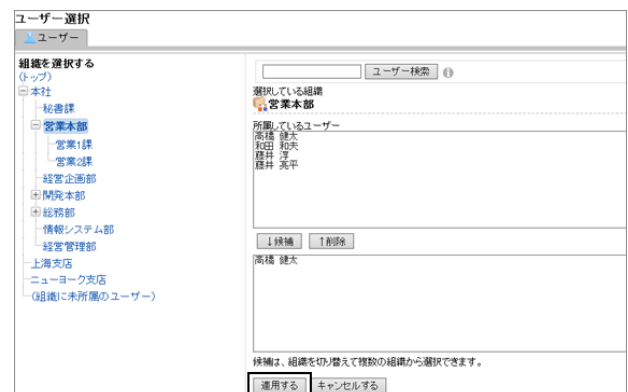 ユーザー選択
ユーザー
組織を選択する
(トップ)
本社
秘書課
営業本部
営業1課
営業2課
経営企画部
開発本部
総務部
情報システム部
経営管理部
上海支店
ニューヨーク支店
(組織に未所属のユーザー)
ユーザー検索
選択している組織
営業本部
所属しているユーザー
高橋 健太
和田 和夫
藤井 淳
藤井 亮平
↓候補 ↑削除
高橋 健太
候補は、組織を切り替えて複数の組織から選択できます。
適用する キャンセルする